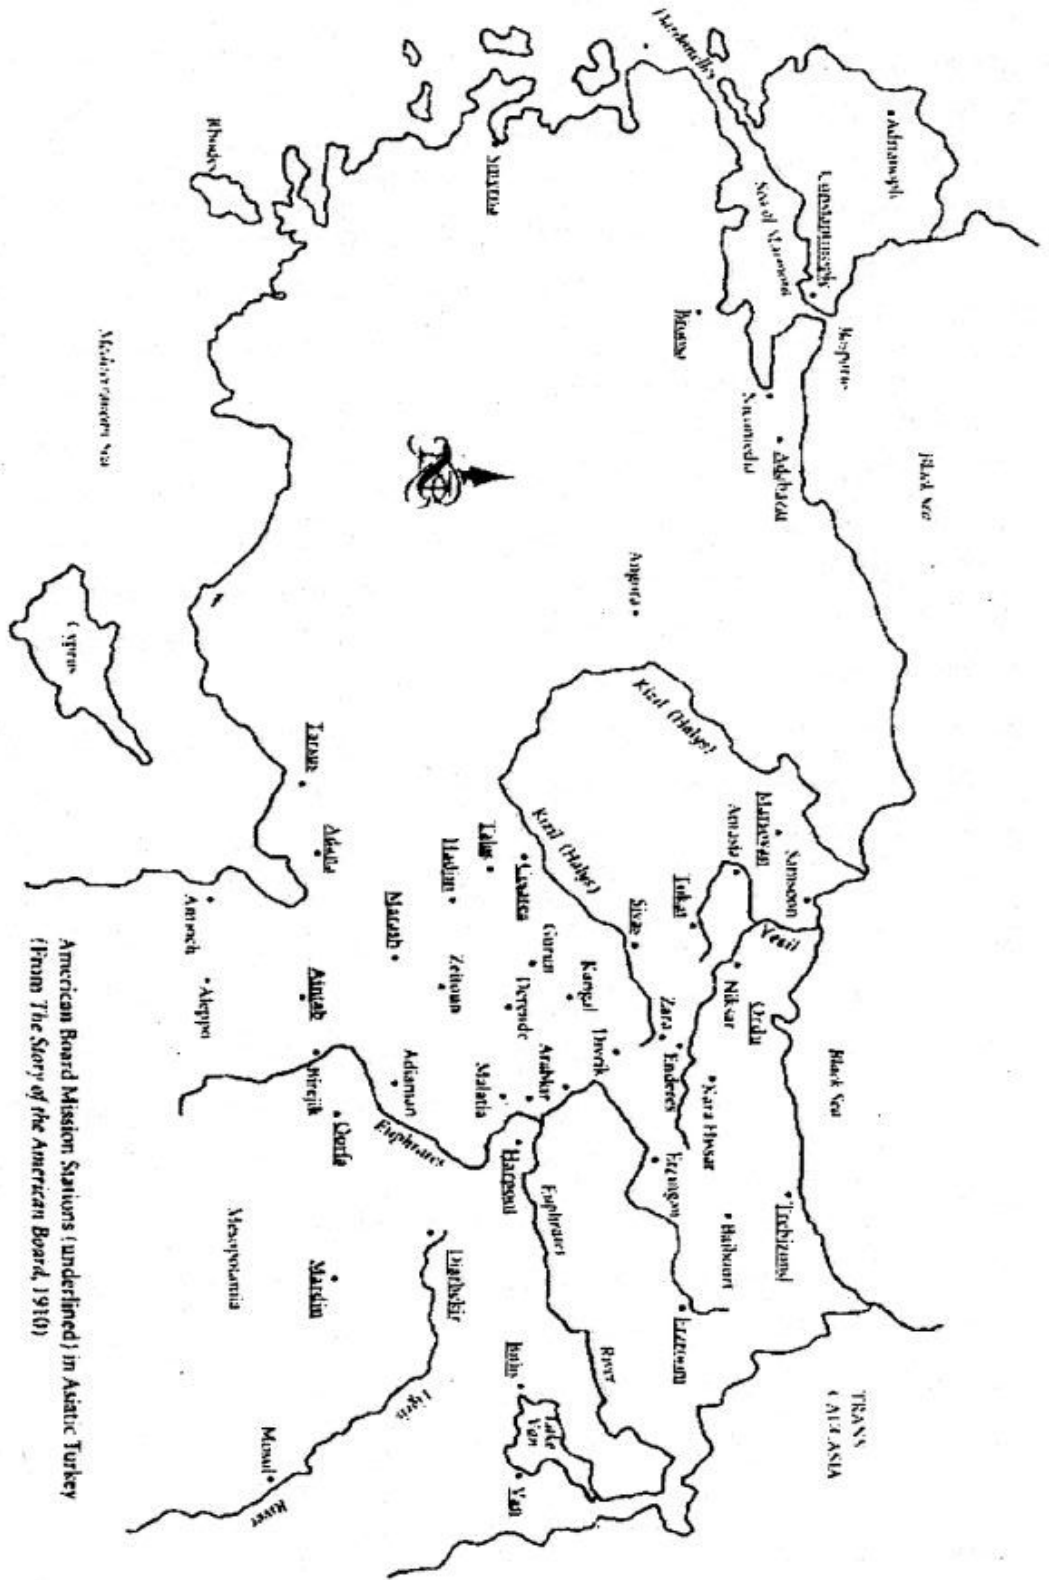 Black Sea
Black Sea
TRANS
CAUCASIA
Adrianople
Constantinople
Bosporus
Dardanelles
Sea of Marmora
Nicomedia
Adabazar
Brousa
Angora
Kizil (Halys)
Kizil (Halys)
Marsovan
Samsoon
Amasia
Yesil
Tokat
Niksar
Ordu
Trebizond
Kara Hissar
Baibourt
Sivas
Zara
Enderes
Erzingan
Erzroum
Smyrna
Talas
Cesarea
Gurun
Kangal
Divrik
Derende
Arabkir
Harpoot
Euphrates
River
Bitlis
Lake
Van
Van
Hadjin
Zeitoun
Malatia
Marash
Adiaman
Euphrates
Diarbekir
Tigris
River
Rhodes
Tarsus
Adana
Aintab
Birejik
Ourfa
Mardin
Mosul
Mesopotamia
Antioch
Aleppo
Mediterranean Sea
Cyprus
American Board Mission Stations (underlined) in Asiatic Turkey
(From The Story of the American Board, 1910)